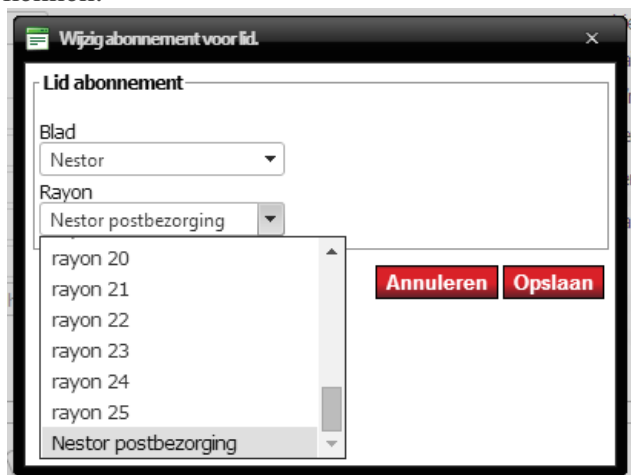 Wijzig abonnement voor lid.
Lid abonnement
Blad
Nestor
Rayon
Nestor postbezorging
rayon 20
rayon 21
rayon 22
rayon 23
rayon 24
rayon 25
Nestor postbezorging
Annuleren Opslaan